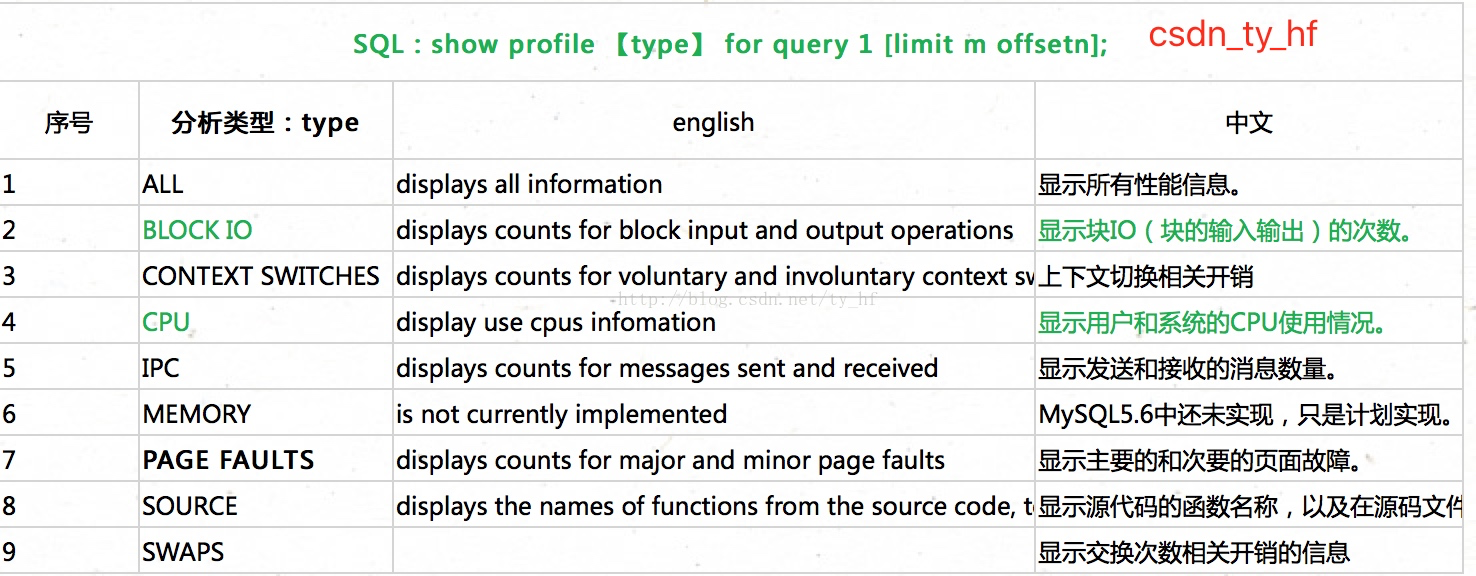 SQL：show profile 【type】 for query 1 [limit m offsetn]; csdn_ty_hf
序号 分析类型：type english 中文
1 ALL displays all information 显示所有性能信息。
2 BLOCK IO displays counts for block input and output operations 显示块IO（块的输入输出）的次数。
3 CONTEXT SWITCHES displays counts for voluntary and involuntary context 上下文切换相关开销
http://blog.csdn.net/ty_hf
4 CPU display use cpus infomation 显示用户和系统的CPU使用情况。
5 IPC displays counts for messages sent and received 显示发送和接收的消息数量。
6 MEMORY is not currently implemented MySQL5.6中还未实现，只是计划实现。
7 PAGE FAULTS displays counts for major and minor page faults 显示主要的和次要的页面故障。
8 SOURCE displays the names of functions from the source code, 显示源代码的函数名称，以及在源码文件
9 SWAPS 显示交换次数相关开销的信息